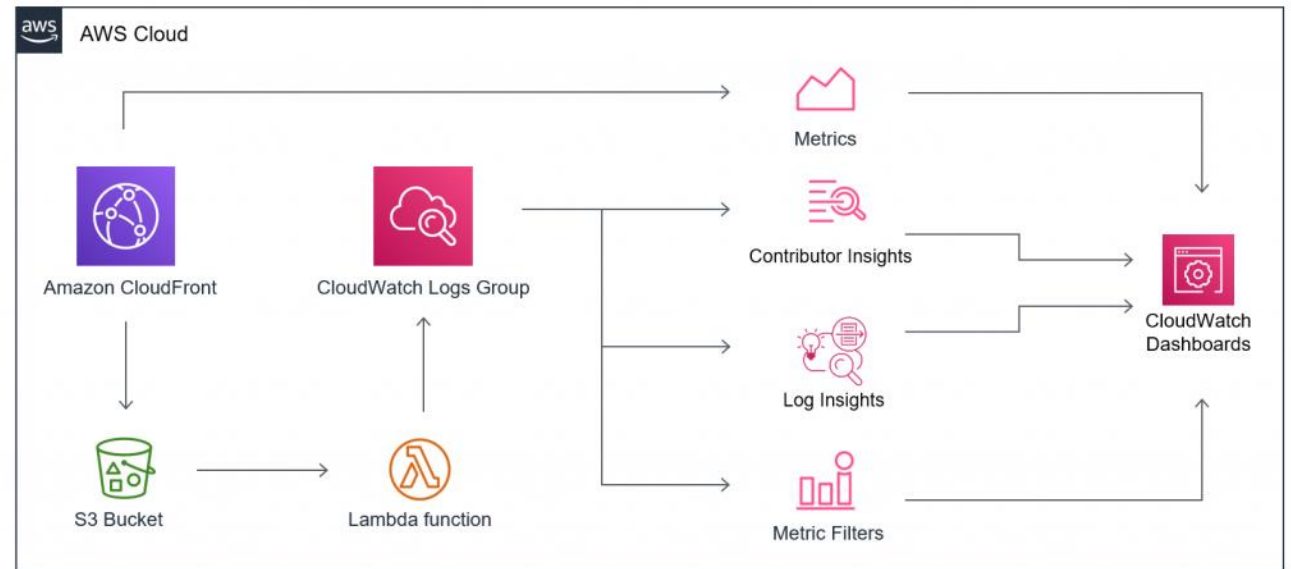 aws
AWS Cloud
Metrics
Contributor Insights
Amazon CloudFront
CloudWatch Logs Group
CloudWatch
Dashboards
Log Insights
S3 Bucket
Lambda function
Metric Filters